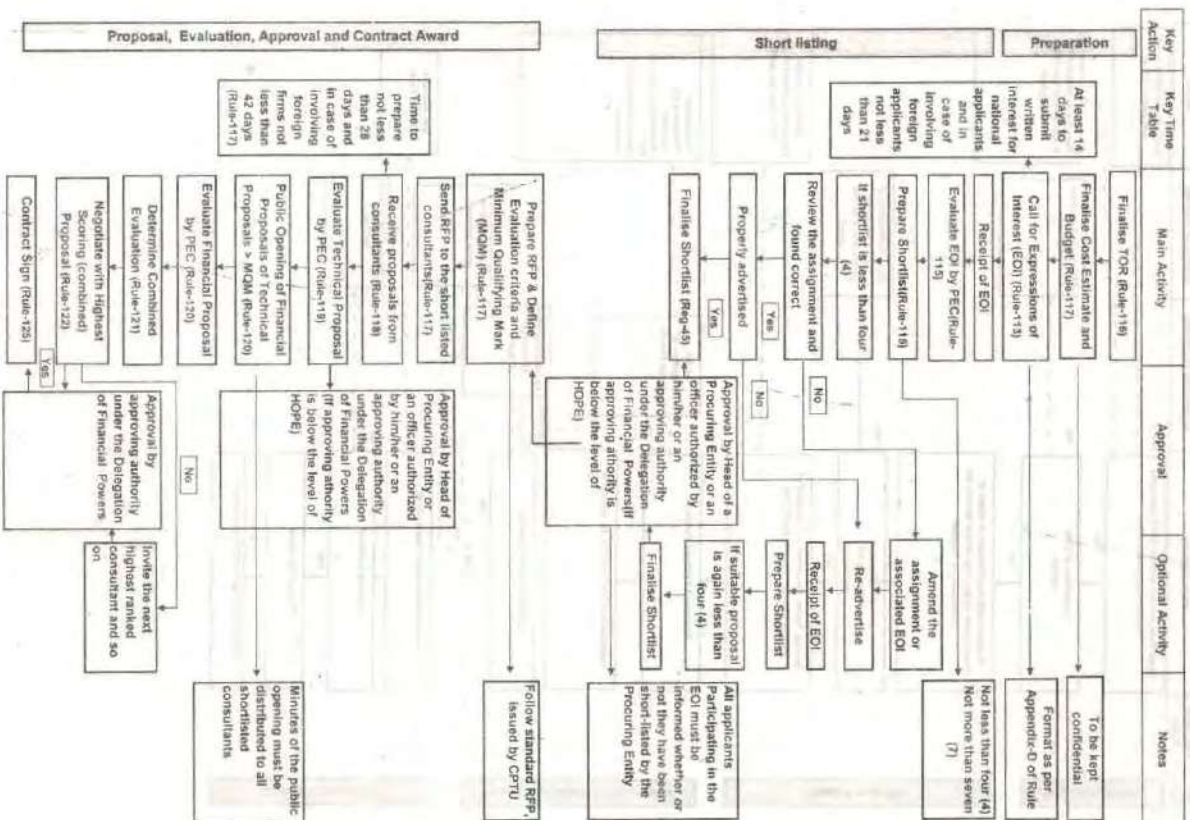 Key
Action
Key Time
Table
Main Activity
Approval
Optional Activity
Notes
Preparation
Short listing
Proposal, Evaluation, Approval and Contract Award
At least 14
days to
submit
written
interest for
national
applicants
and in
case of
involving
foreign
applicants
not less
than 21
days
Time to
prepare
not less
than 28
days and
in case of
involving
foreign
firms not
less than
42 days
(Rule-117)
Finalise TOR (Rule-116)
Finalise Cost Estimate and
Budget (Rule-117)
Call for Expressions of
Interest (EOI) (Rule-113)
Receipt of EOI
Evaluate EOI by PEC(Rule-
115)
Prepare Shortlist(Rule-115)
If shortlist is less than four
(4)
Review the assignment and
found correct
Yes
Properly advertised
Yes
Finalise Shortlist (Reg-45)
Prepare RFP & Define
Evaluation criteria and
Minimum Qualifying Mark
(MQM) (Rule-117)
Send RFP to the short listed
consultants(Rule-117)
Receive proposals from
consultants (Rule-118)
Evaluate Technical Proposal
by PEC (Rule-119)
Public Opening of Financial
Proposals of Technical
Proposals > MQM (Rule-120)
Evaluate Financial Proposal
by PEC (Rule-120)
Determine Combined
Evaluation (Rule-121)
Negotiate with Highest
Scoring (combined)
Proposal (Rule-122)
Yes
Contract Sign (Rule-125)
No
No
Approval by Head of a
Procuring Entity or an
officer authorized by
him/her or an
approving authority
under the Delegation
of Financial Powers(If
approving athority is
below the level of
HOPE)
Approval by Head of
Procuring Entity or
an officer authorized
by him/her or an
approving authority
under the Delegation
of Financial Powers
(If approving athority
is below the level of
HOPE)
No
Approval by
approving authority
under the Delegation
of Financial Powers
Amend the
assignment or
associated EOI
Re-advertise
Receipt of EOI
Prepare Shortlist
If suitable proposal
is again less than
four (4)
Finalise Shortlist
Invite the next
highest ranked
consultant and so
on
To be kept
confidential
Format as per
Appendix-D of Rule
Not less than four (4)
Not more than seven
(7)
All applicants
Participating in the
EOI must be
informed whether or
not they have been
short-listed by the
Procuring Entity
Follow standard RFP,
issued by CPTU
Minutes of the public
opening must be
distributed to all
shortlisted
consultants